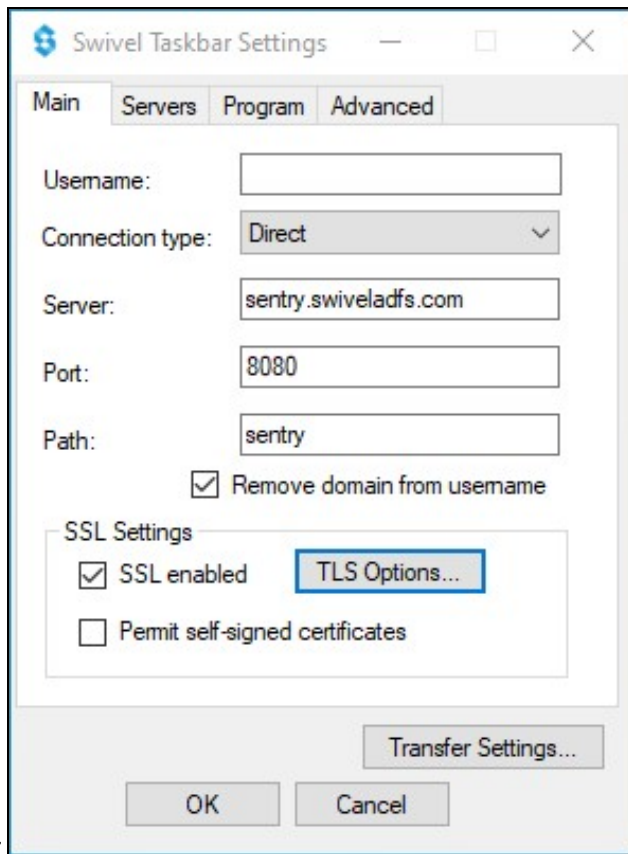 Swivel Taskbar Settings
Main Servers Program Advanced
Username:
Connection type: Direct
Server: sentry.swiveladfs.com
Port: 8080
Path: sentry
Remove domain from username
SSL Settings
SSL enabled TLS Options...
Permit self-signed certificates
Transfer Settings...
OK Cancel